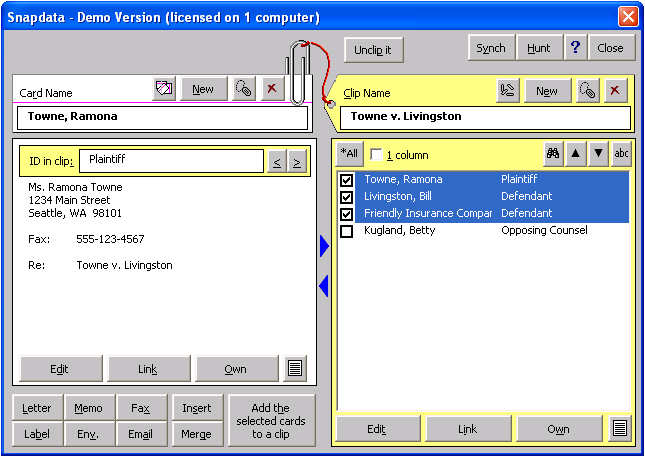 Snapdata - Demo Version (licensed on 1 computer)
Unclip it
Synch Hunt ? Close
Card Name New
Towne, Ramona
Clip Name New
Towne v. Livingston
ID in clip: Plaintiff < >
Ms. Ramona Towne
1234 Main Street
Seattle, WA 98101
Fax: 555-123-4567
Re: Towne v. Livingston
Edit Link Own
*All 1 column abc
Towne, Ramona Plaintiff
Livingston, Bill Defendant
Friendly Insurance Compar Defendant
Kugland, Betty Opposing Counsel
Edit Link Own
Letter Memo Fax Insert
Label Env. Email Merge
Add the
selected cards
to a clip